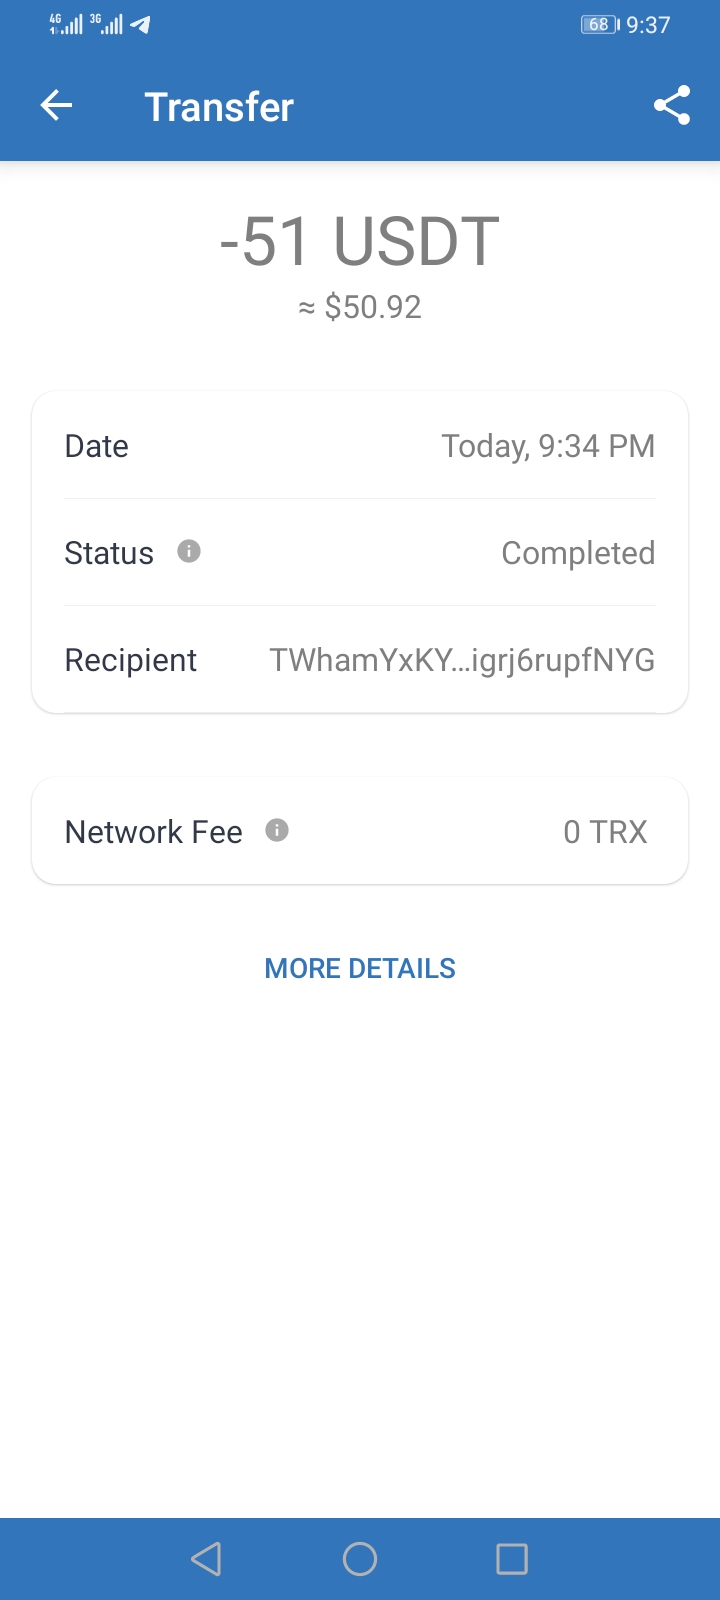 4G 3G 68 9:37
Transfer
-51 USDT
≈ $50.92
Date Today, 9:34 PM
Status Completed
Recipient TWhamYxKY...igrj6rupfNYG
Network Fee 0 TRX
MORE DETAILS